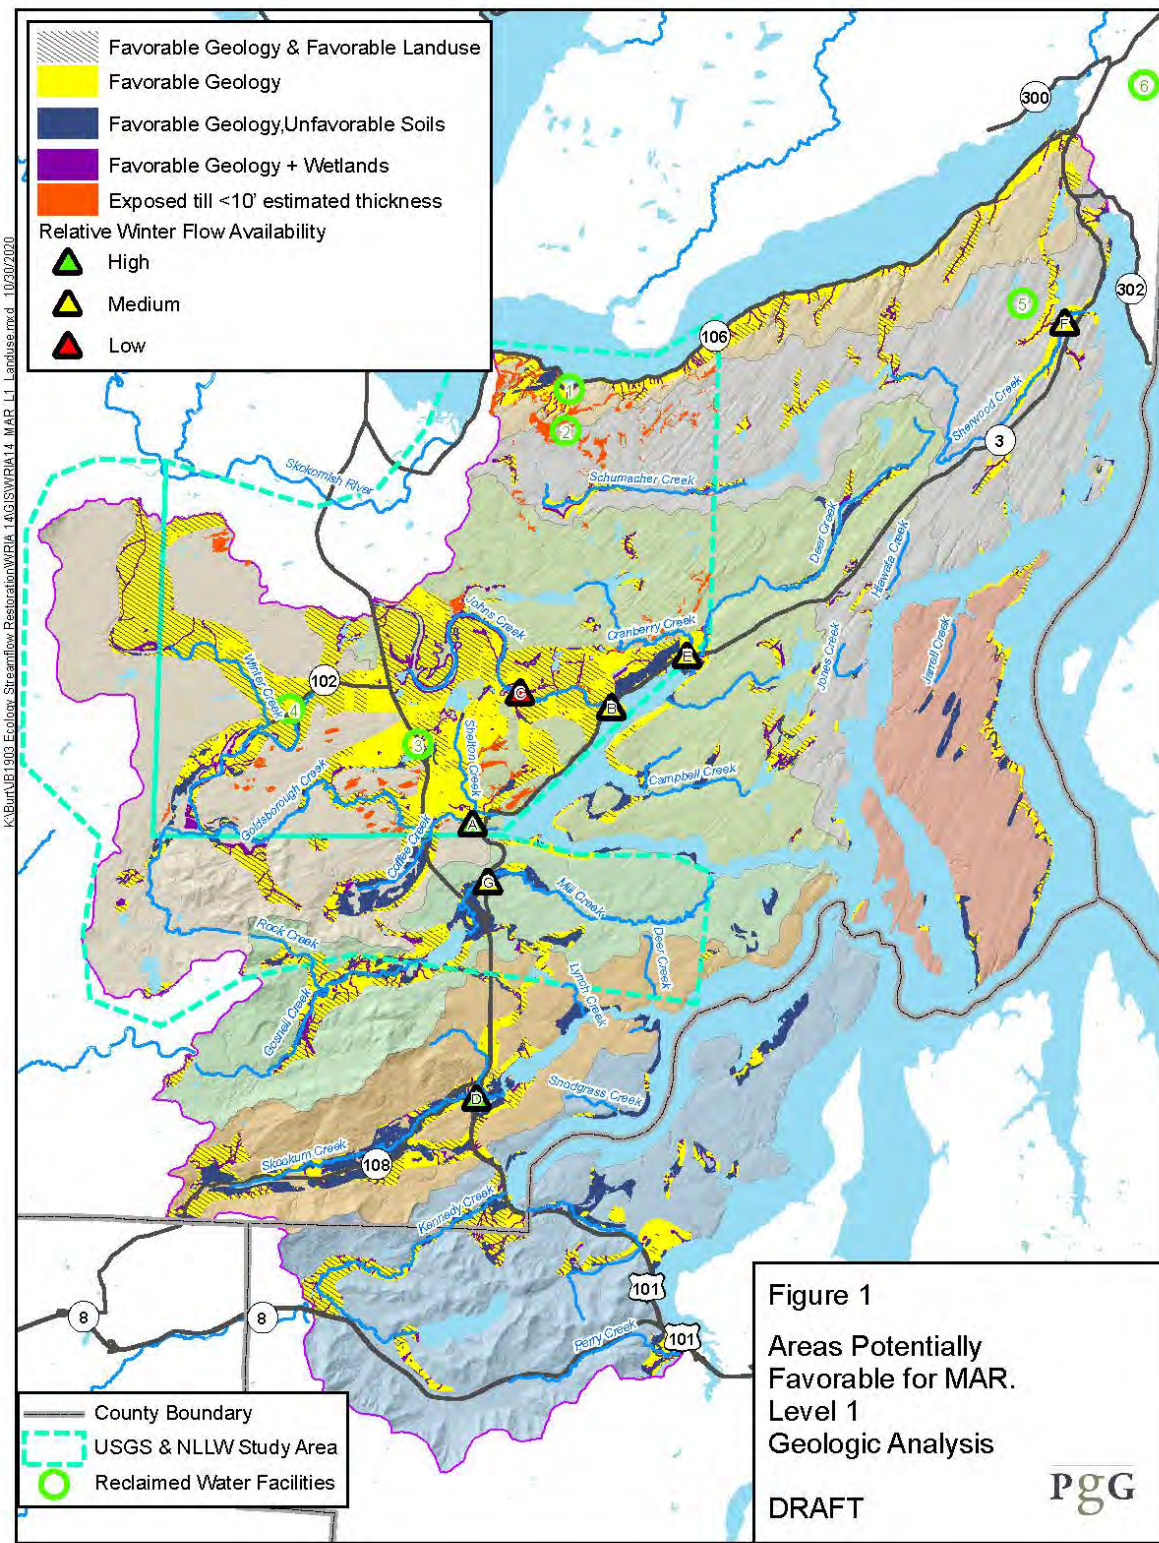 Favorable Geology & Favorable Landuse
Favorable Geology
Favorable Geology,Unfavorable Soils
Favorable Geology + Wetlands
Exposed till <10' estimated thickness
Relative Winter Flow Availability
High
Medium
Low
K:\Burt\JB1903 Ecology Streamflow Restoration\WRIA 14\GIS\WRIA14_MAR_L1_Landuse.mxd 10/30/2020
6
300
302
5
F
106
1
2
Sherwood Creek
3
Skokomish River
Schumacher Creek
Deer Creek
Hiawata Creek
Johns Creek
Cranberry Creek
E
Jones Creek
Jarrell Creek
Winter Creek
102
4
C
B
3
Shelton Creek
Campbell Creek
Goldsborough Creek
A
Coffee Creek
G
Mill Creek
Rock Creek
Deer Creek
Lynch Creek
Gosnell Creek
Snodgrass Creek
D
Skookum Creek
108
Kennedy Creek
101
8
8
Perry Creek
101
Figure 1
Areas Potentially
Favorable for MAR.
Level 1
Geologic Analysis
DRAFT
PgG
County Boundary
USGS & NLLW Study Area
Reclaimed Water Facilities